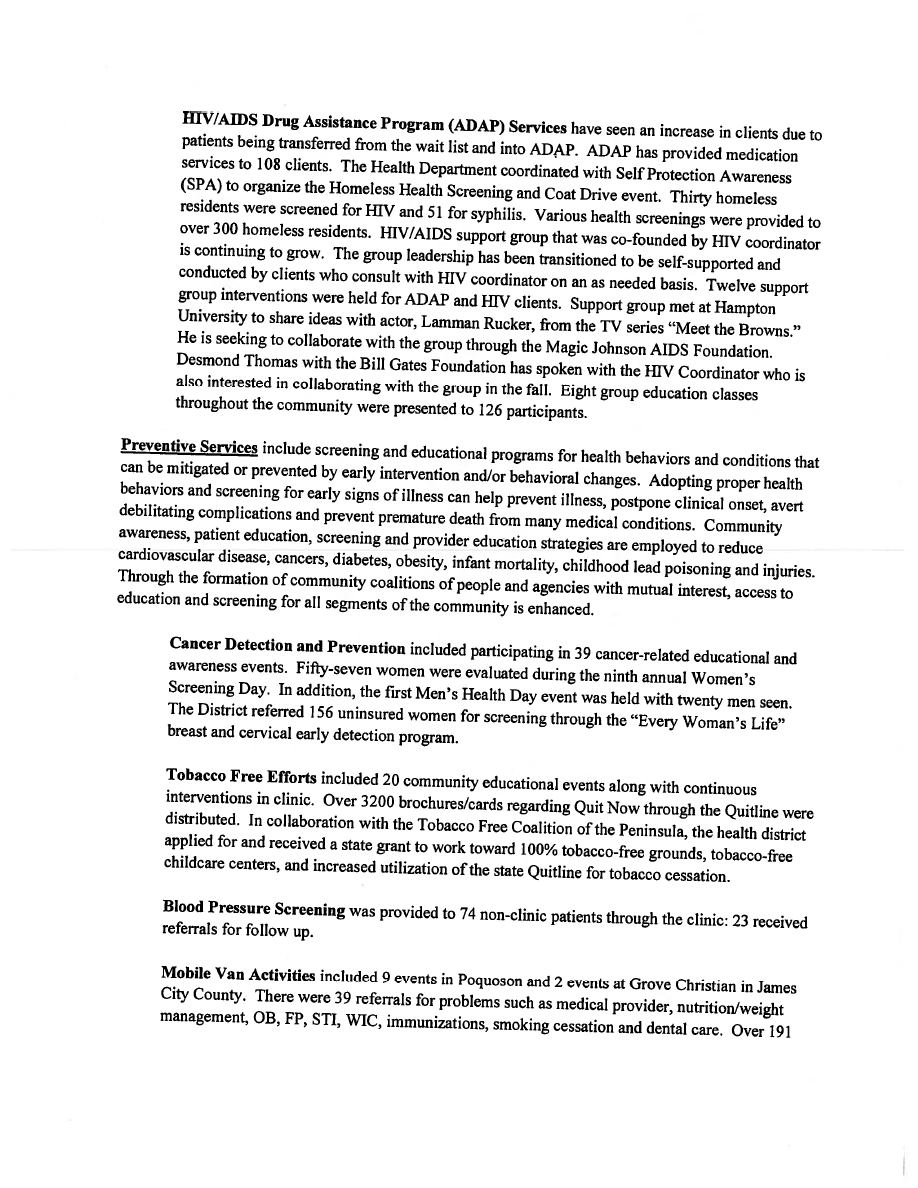 HIV/AIDS Drug Assistance Program (ADAP) Services have seen an increase in clients due to
patients being transferred from the wait list and into ADAP. ADAP has provided medication
services to 108 clients. The Health Department coordinated with Self Protection Awareness
(SPA) to organize the Homeless Health Screening and Coat Drive event. Thirty homeless
residents were screened for HIV and 51 for syphilis. Various health screenings were provided to
over 300 homeless residents. HIV/AIDS support group that was co-founded by HIV coordinator
is continuing to grow. The group leadership has been transitioned to be self-supported and
conducted by clients who consult with HIV coordinator on an as needed basis. Twelve support
group interventions were held for ADAP and HIV clients. Support group met at Hampton
University to share ideas with actor, Lamman Rucker, from the TV series “Meet the Browns.”
He is seeking to collaborate with the group through the Magic Johnson AIDS Foundation.
Desmond Thomas with the Bill Gates Foundation has spoken with the HIV Coordinator who is
also interested in collaborating with the group in the fall. Eight group education classes
throughout the community were presented to 126 participants.
Preventive Services include screening and educational programs for health behaviors and conditions that
can be mitigated or prevented by early intervention and/or behavioral changes. Adopting proper health
behaviors and screening for early signs of illness can help prevent illness, postpone clinical onset, avert
debilitating complications and prevent premature death from many medical conditions. Community
awareness, patient education, screening and provider education strategies are employed to reduce
cardiovascular disease, cancers, diabetes, obesity, infant mortality, childhood lead poisoning and injuries.
Through the formation of community coalitions of people and agencies with mutual interest, access to
education and screening for all segments of the community is enhanced.
Cancer Detection and Prevention included participating in 39 cancer-related educational and
awareness events. Fifty-seven women were evaluated during the ninth annual Women’s
Screening Day. In addition, the first Men’s Health Day event was held with twenty men seen.
The District referred 156 uninsured women for screening through the “Every Woman’s Life”
breast and cervical early detection program.
Tobacco Free Efforts included 20 community educational events along with continuous
interventions in clinic. Over 3200 brochures/cards regarding Quit Now through the Quitline were
distributed. In collaboration with the Tobacco Free Coalition of the Peninsula, the health district
applied for and received a state grant to work toward 100% tobacco-free grounds, tobacco-free
childcare centers, and increased utilization of the state Quitline for tobacco cessation.
Blood Pressure Screening was provided to 74 non-clinic patients through the clinic: 23 received
referrals for follow up.
Mobile Van Activities included 9 events in Poquoson and 2 events at Grove Christian in James
City County. There were 39 referrals for problems such as medical provider, nutrition/weight
management, OB, FP, STI, WIC, immunizations, smoking cessation and dental care. Over 191